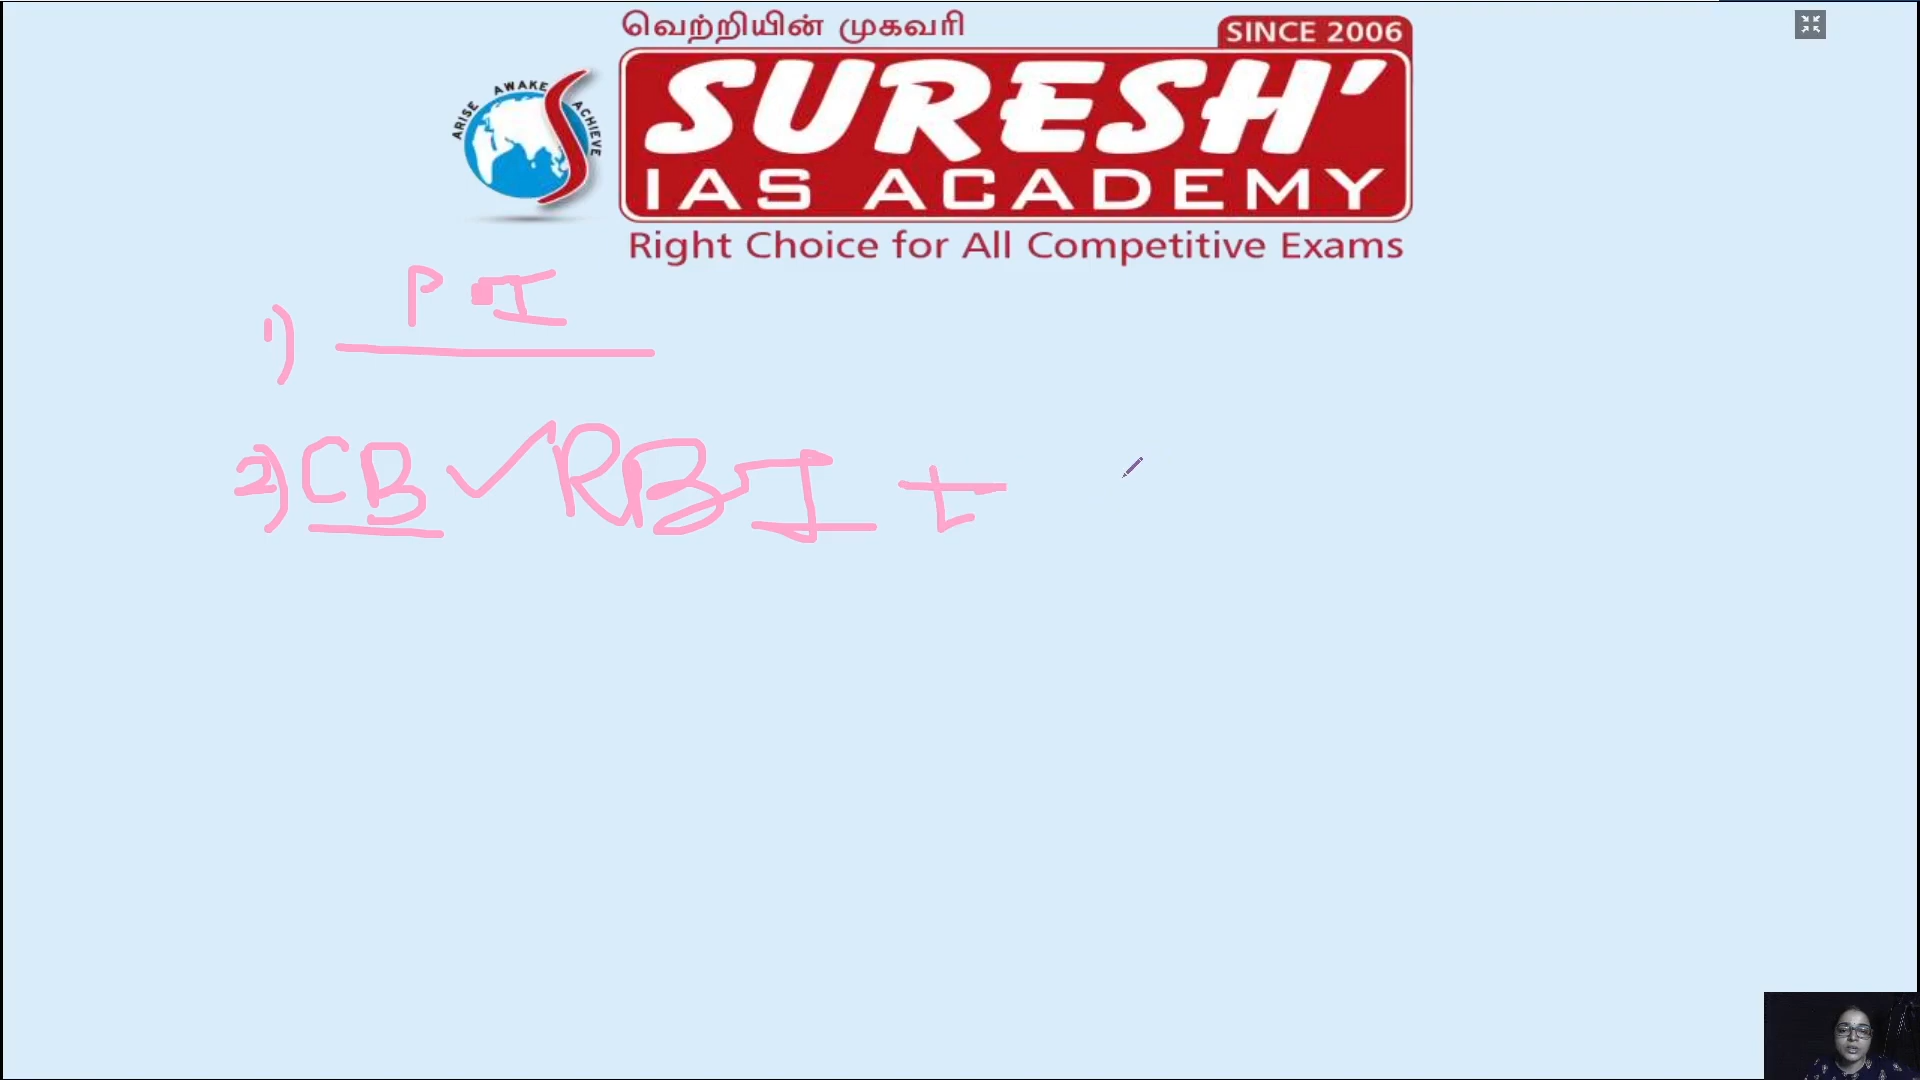 வெற்றியின் முகவரி
SINCE 2006
ARISE AWAKE ACHIEVE
SURESH'
IAS ACADEMY
Right Choice for All Competitive Exams
1) P I
2) CB ✓ RBI t